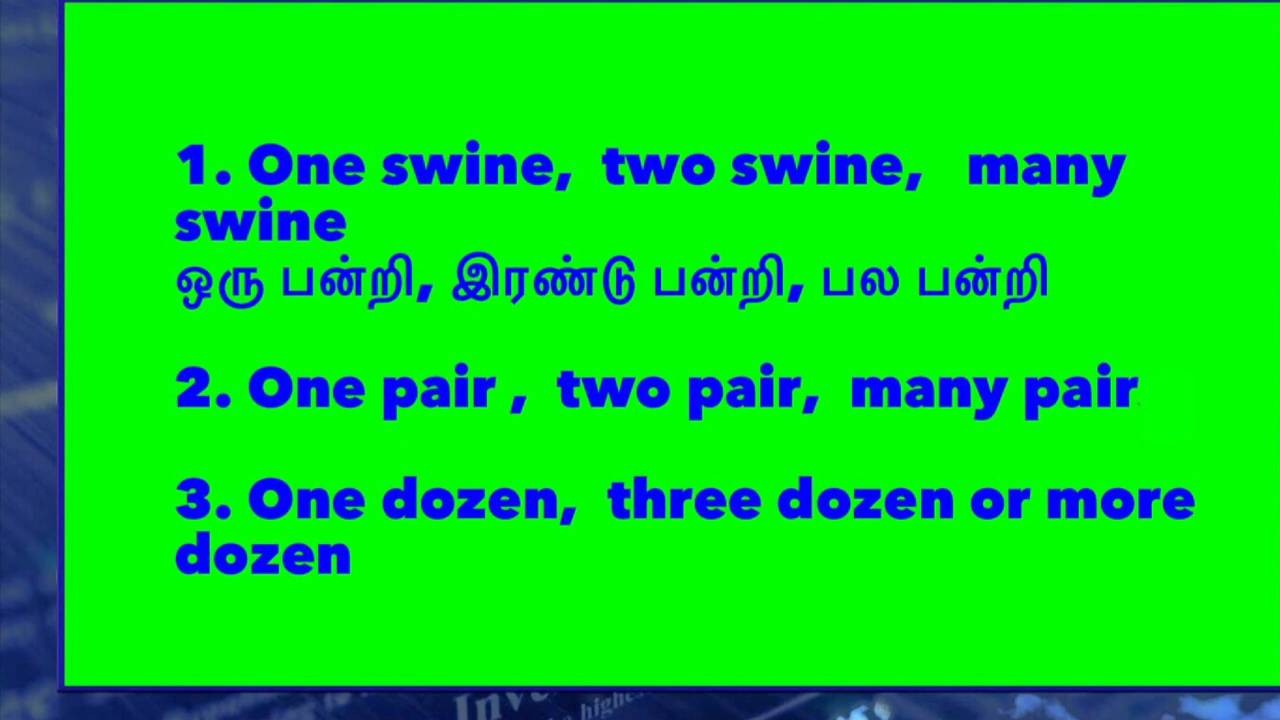 1. One swine, two swine, many
swine
ஒரு பன்றி, இரண்டு பன்றி, பல பன்றி
2. One pair , two pair, many pair
3. One dozen, three dozen or more
dozen